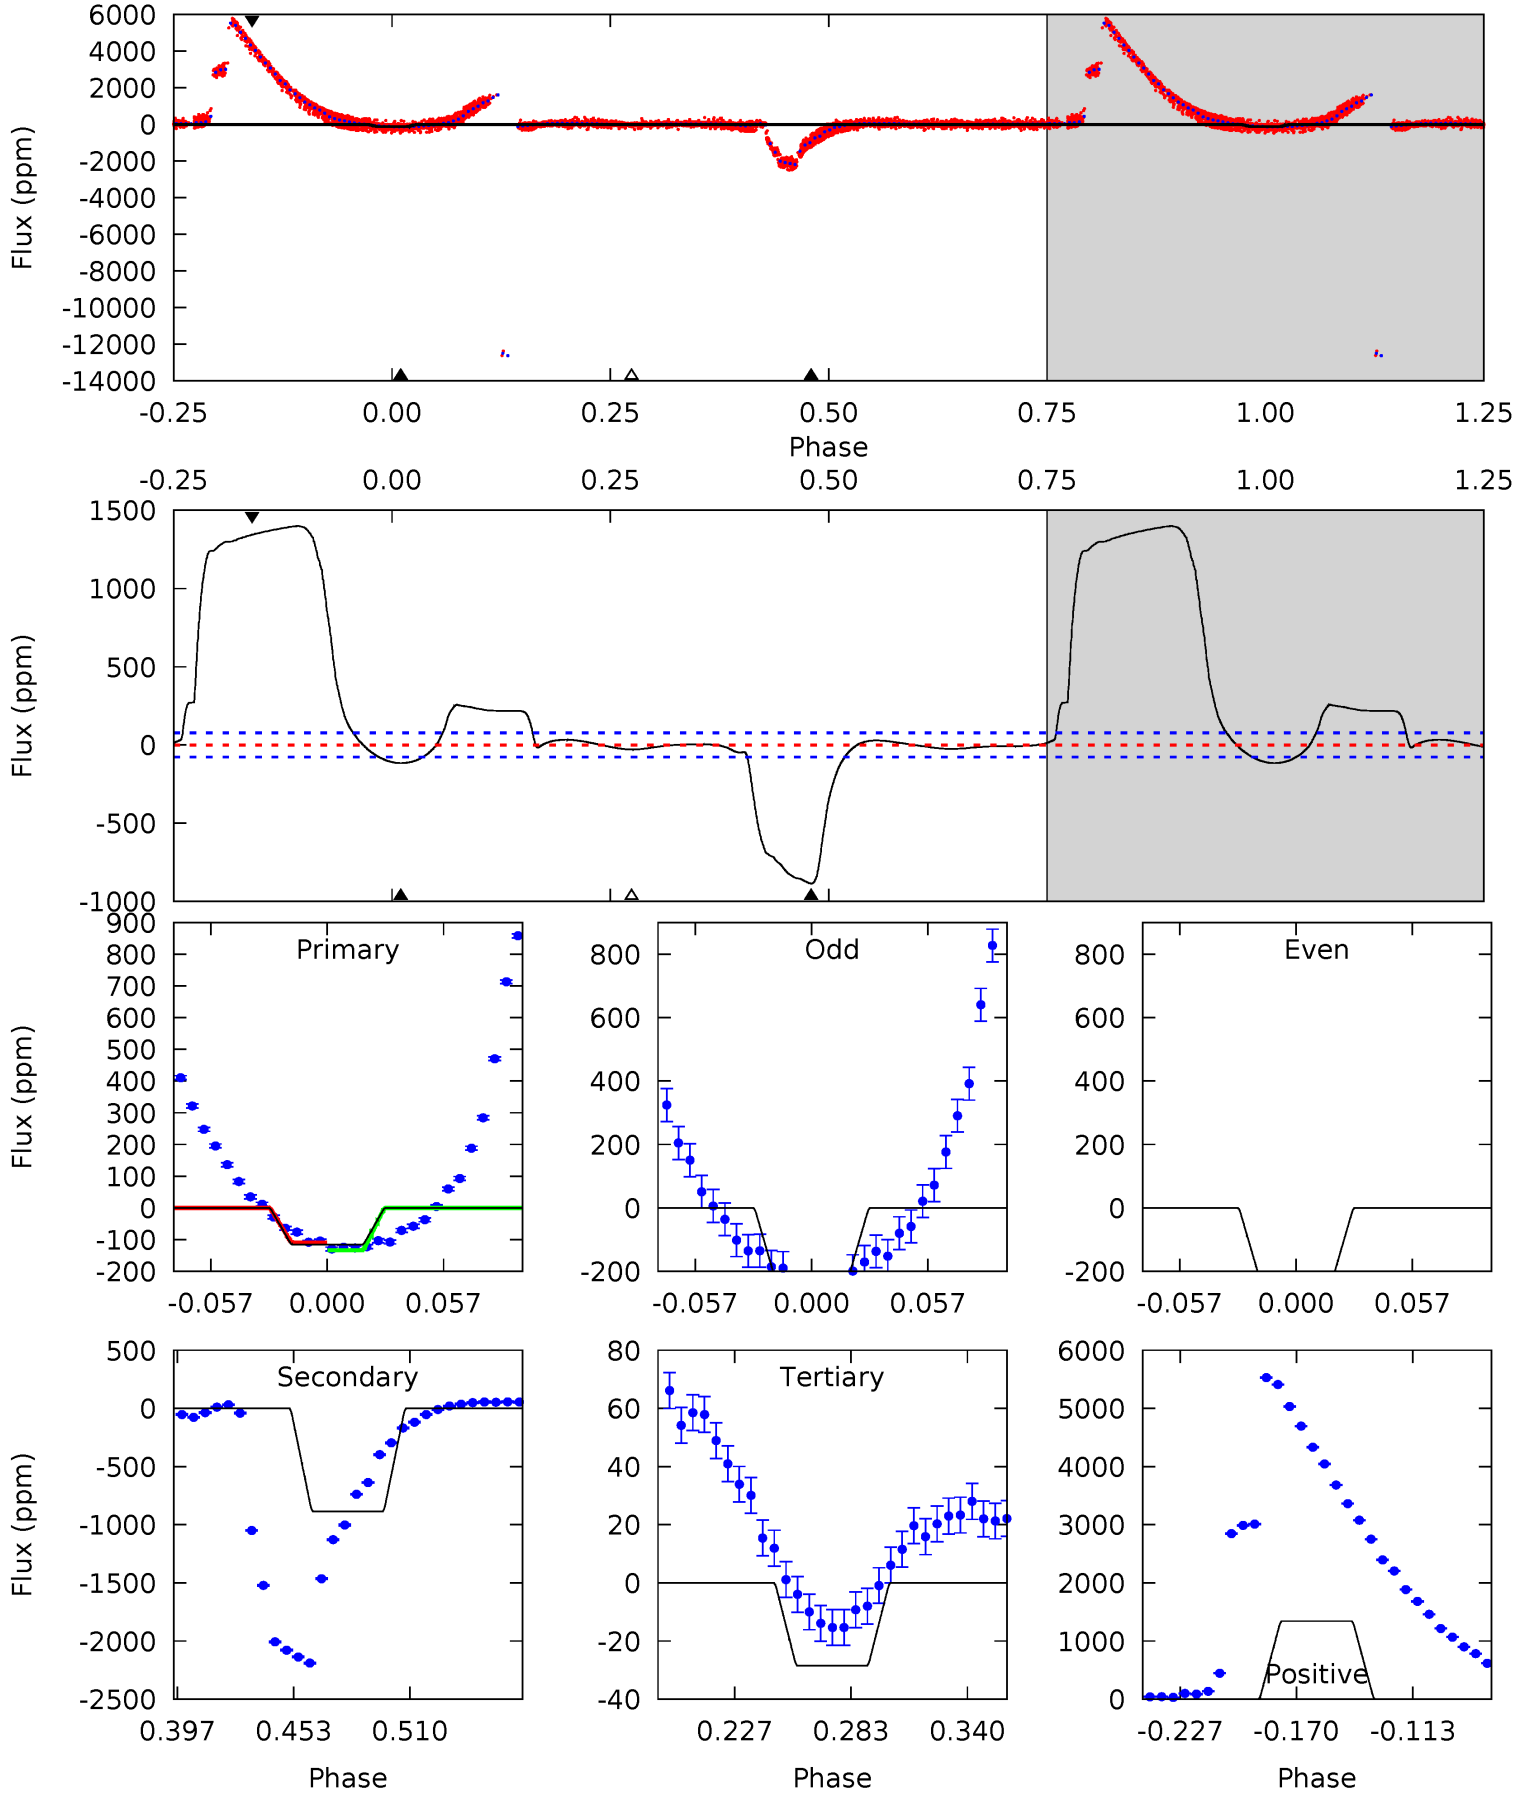 6000
4000
2000
0
-2000
-4000
-6000
-8000
-10000
-12000
-14000
Flux (ppm)
-0.25 0.00 0.25 0.50 0.75 1.00 1.25
Phase
-0.25 0.00 0.25 0.50 0.75 1.00 1.25
1500
1000
500
0
-500
-1000
Flux (ppm)
Primary
900
800
700
600
500
400
300
200
100
0
-100
-200
Flux (ppm)
-0.057 0.000 0.057
Odd
800
600
400
200
0
-200
-0.057 0.000 0.057
Even
800
600
400
200
0
-200
-0.057 0.000 0.057
Secondary
500
0
-500
-1000
-1500
-2000
-2500
Flux (ppm)
0.397 0.453 0.510
Phase
Tertiary
80
60
40
20
0
-20
-40
0.227 0.283 0.340
Phase
6000
5000
4000
3000
2000
1000
0
Positive
-0.227 -0.170 -0.113
Phase